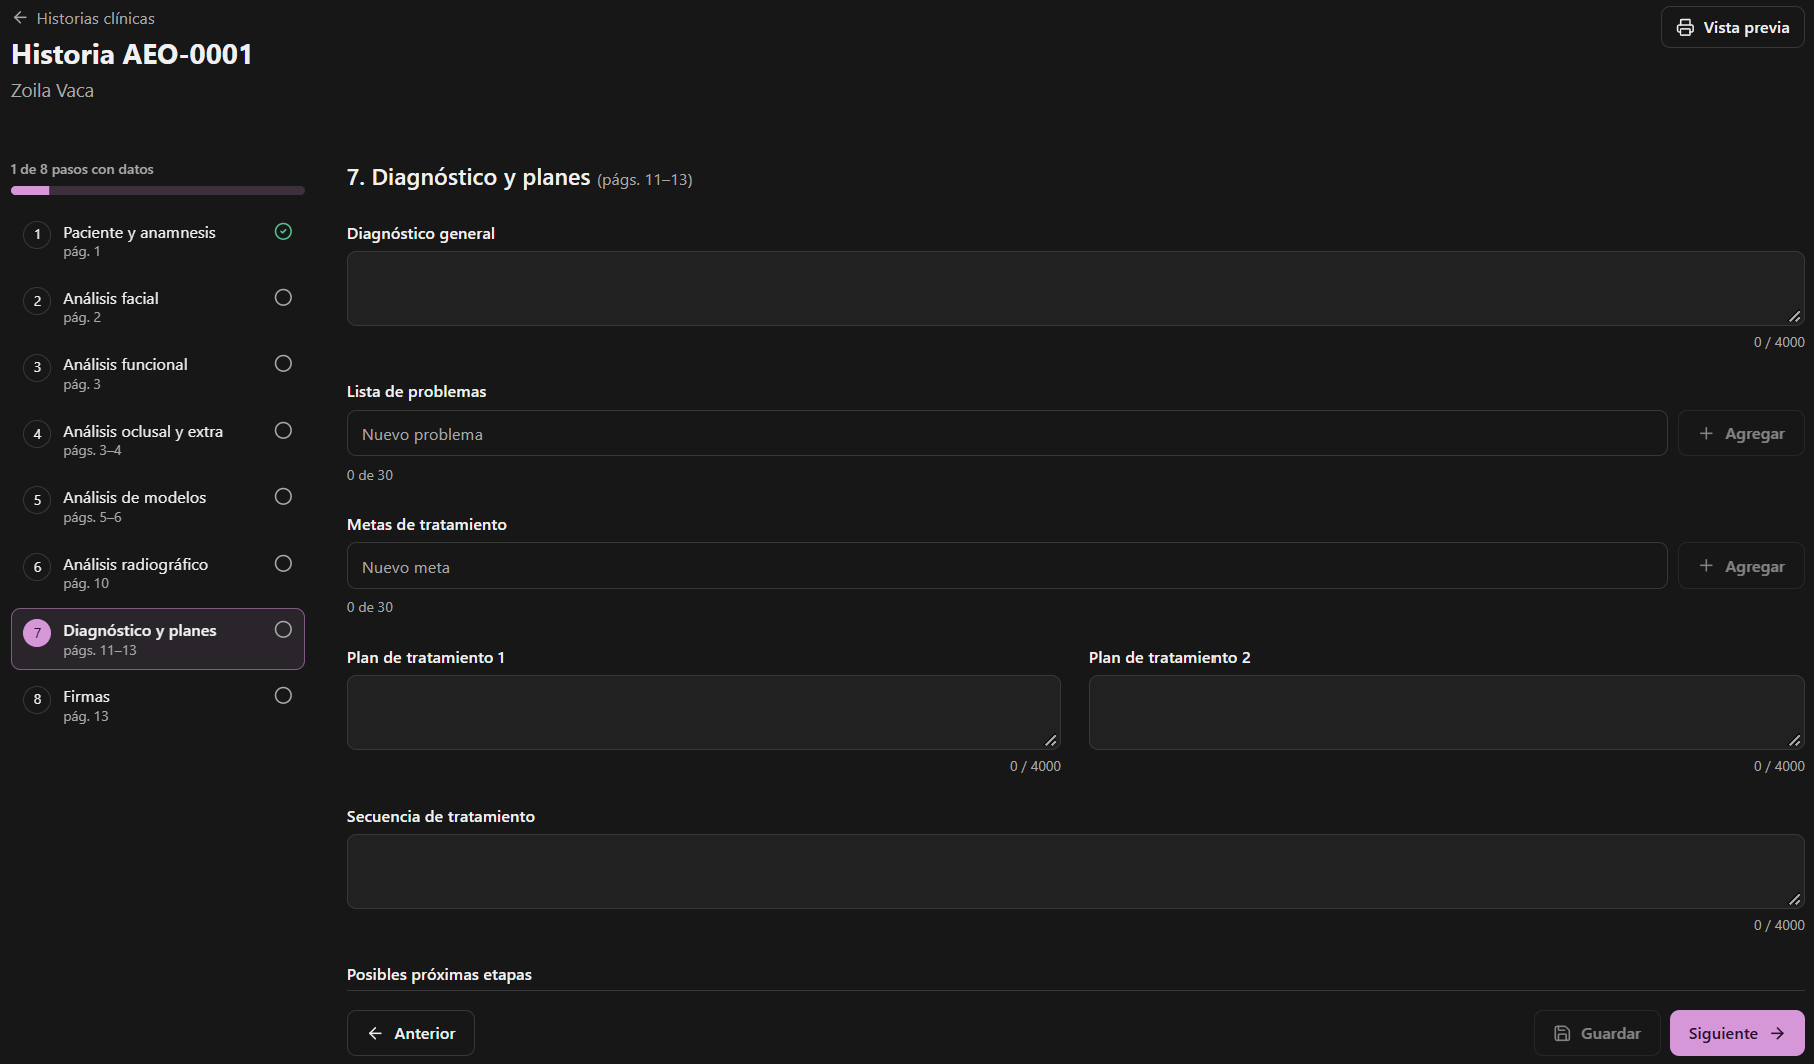 Historias clínicas
Vista previa
Historia AEO-0001
Zoila Vaca
1 de 8 pasos con datos
1 Paciente y anamnesis
pág. 1
2 Análisis facial
pág. 2
3 Análisis funcional
pág. 3
4 Análisis oclusal y extra
págs. 3–4
5 Análisis de modelos
págs. 5–6
6 Análisis radiográfico
pág. 10
7 Diagnóstico y planes
págs. 11–13
8 Firmas
pág. 13
7. Diagnóstico y planes (págs. 11–13)
Diagnóstico general
0 / 4000
Lista de problemas
Nuevo problema
Agregar
0 de 30
Metas de tratamiento
Nuevo meta
Agregar
0 de 30
Plan de tratamiento 1
0 / 4000
Plan de tratamiento 2
0 / 4000
Secuencia de tratamiento
0 / 4000
Posibles próximas etapas
Anterior
Guardar
Siguiente